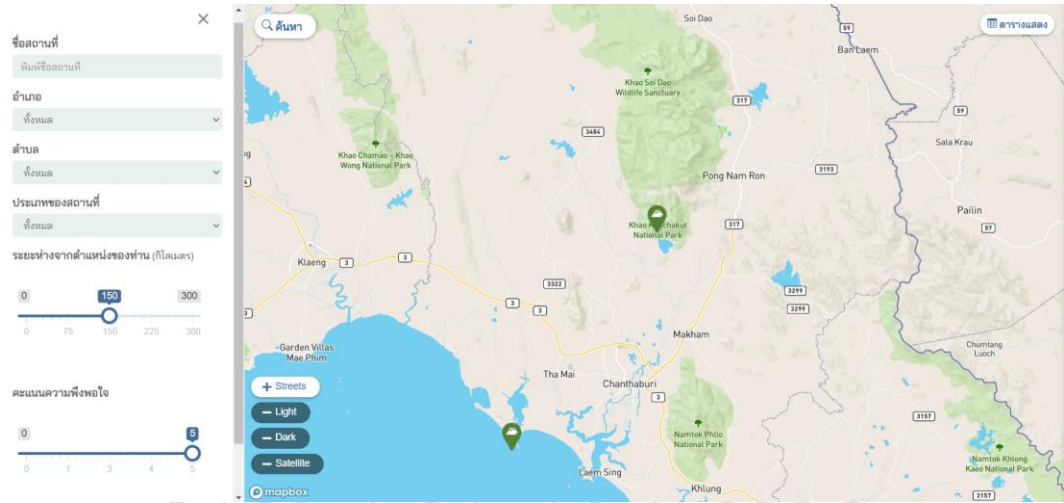 ×
ชื่อสถานที่
พิมพ์ชื่อสถานที่
อำเภอ
ทั้งหมด
ตำบล
ทั้งหมด
ประเภทของสถานที่
ทั้งหมด
ระยะห่างจากตำแหน่งของท่าน (กิโลเมตร)
0 150 300
0 75 150 225 300
คะแนนความพึงพอใจ
0 5
0 1 3 4 5
ค้นหา
ตารางแสดง
Soi Dao
59
Ban Laem
Khao Soi Dao
Wildlife Sanctuary
317
59
3484
Sala Krau
Khao Chamao - Khao
Wong National Park
3193
Pong Nam Ron
Pailin
Khao
National Park
317
57
Klaeng
3
3
3322
3299
3
3299
3
Makham
Chumlang
Luoch
Garden Villas
Mae Phim
Tha Mai
Chanthaburi
+ Streets
3
– Light
3157
– Dark
Namtok Phlio
National Park
– Satellite
Laem Sing
Namtok Khlong
Kaeo National Park
mapbox
Khlung
3157